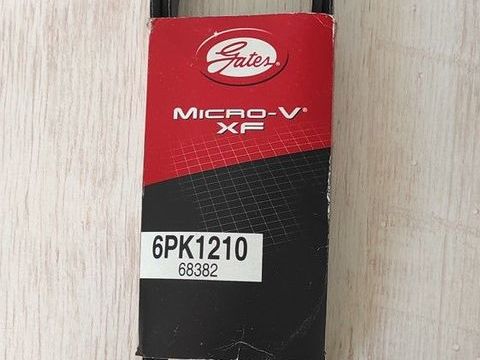 Gates®
MICRO-V®
XF
6PK1210
68382